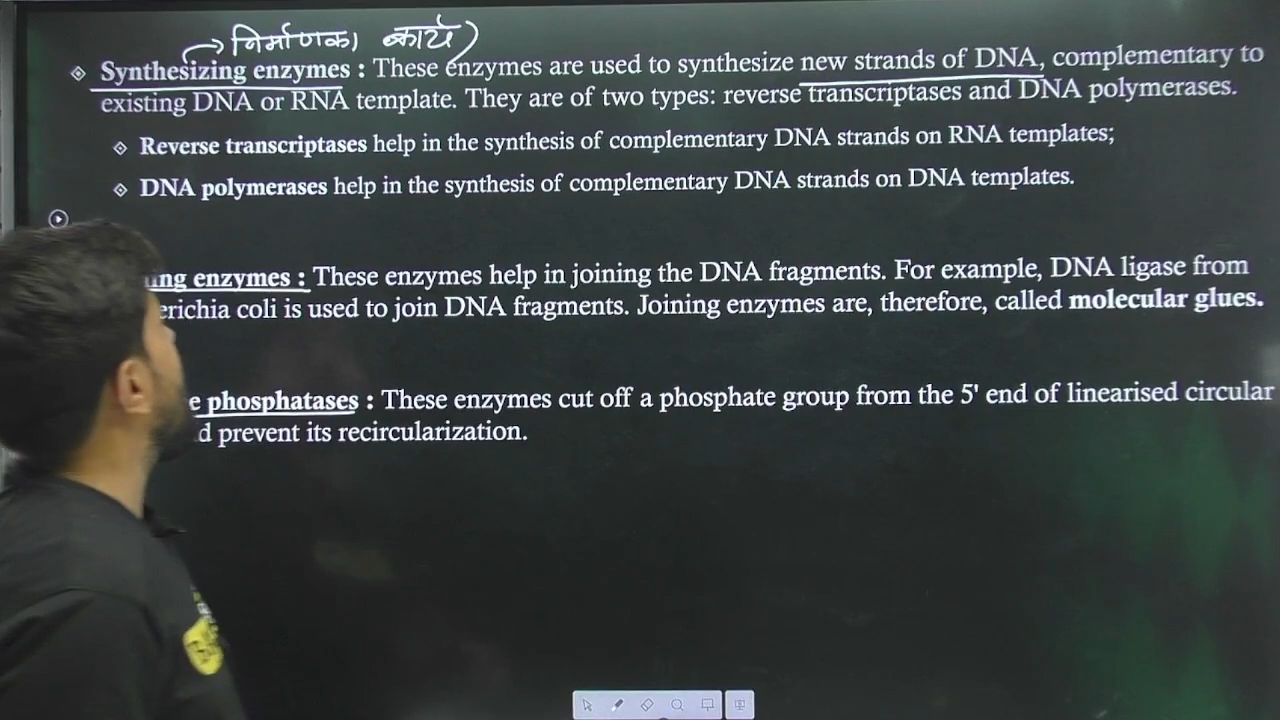 → निर्माण का कार्य
Synthesizing enzymes : These enzymes are used to synthesize new strands of DNA, complementary to
existing DNA or RNA template. They are of two types: reverse transcriptases and DNA polymerases.
Reverse transcriptases help in the synthesis of complementary DNA strands on RNA templates;
DNA polymerases help in the synthesis of complementary DNA strands on DNA templates.
ing enzymes : These enzymes help in joining the DNA fragments. For example, DNA ligase from
erichia coli is used to join DNA fragments. Joining enzymes are, therefore, called molecular glues.
e phosphatases : These enzymes cut off a phosphate group from the 5' end of linearised circular
d prevent its recircularization.